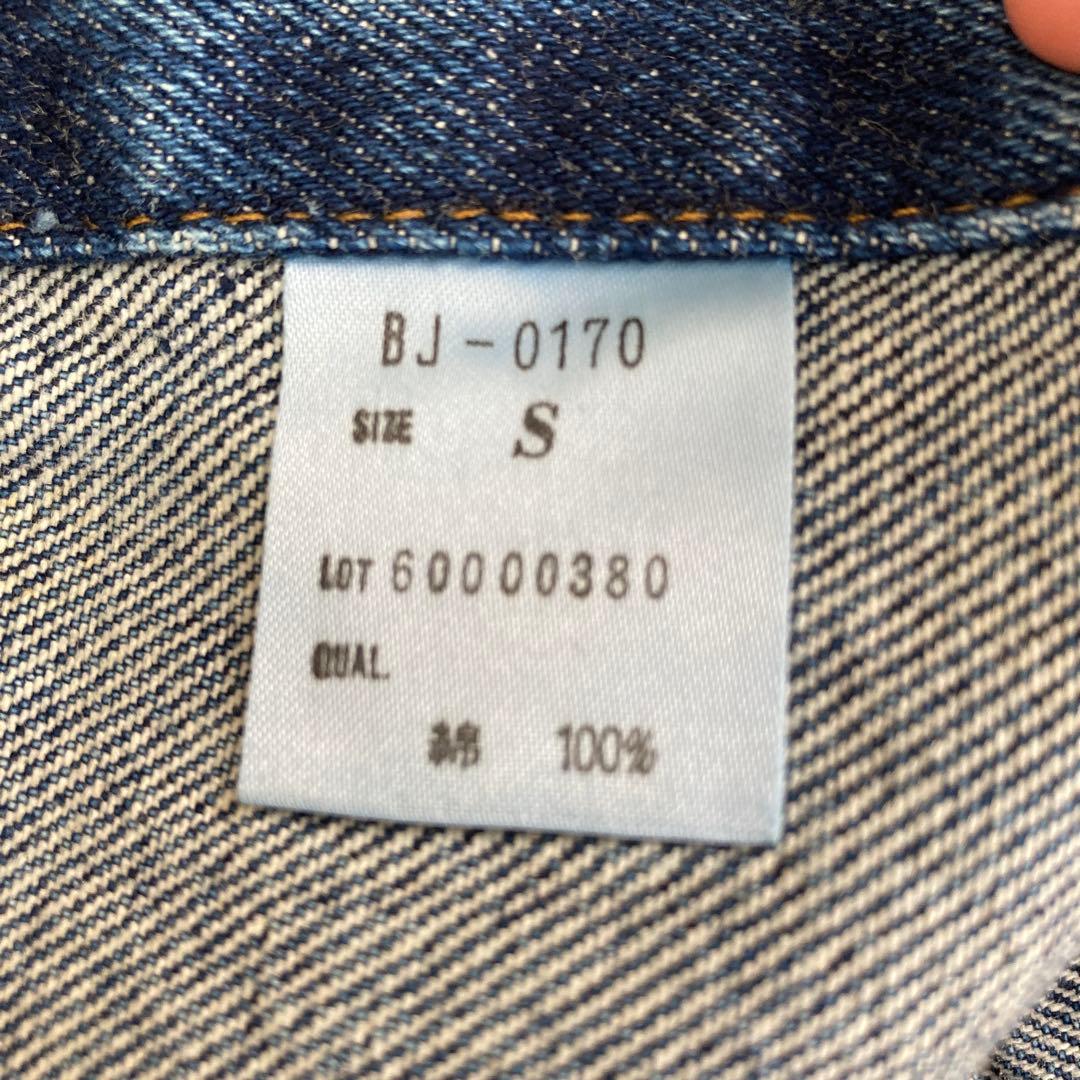 BJ-0170
SIZE S
LOT 60000380
QUAL.
綿 100%